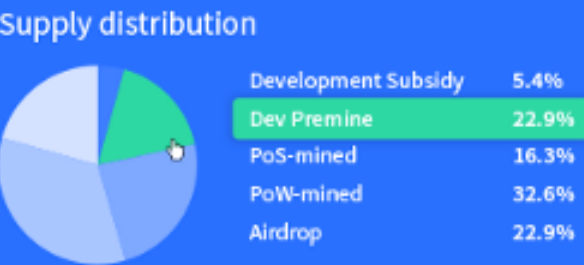 Supply distribution
Development Subsidy 5.4%
Dev Premine 22.9%
PoS-mined 16.3%
PoW-mined 32.6%
Airdrop 22.9%